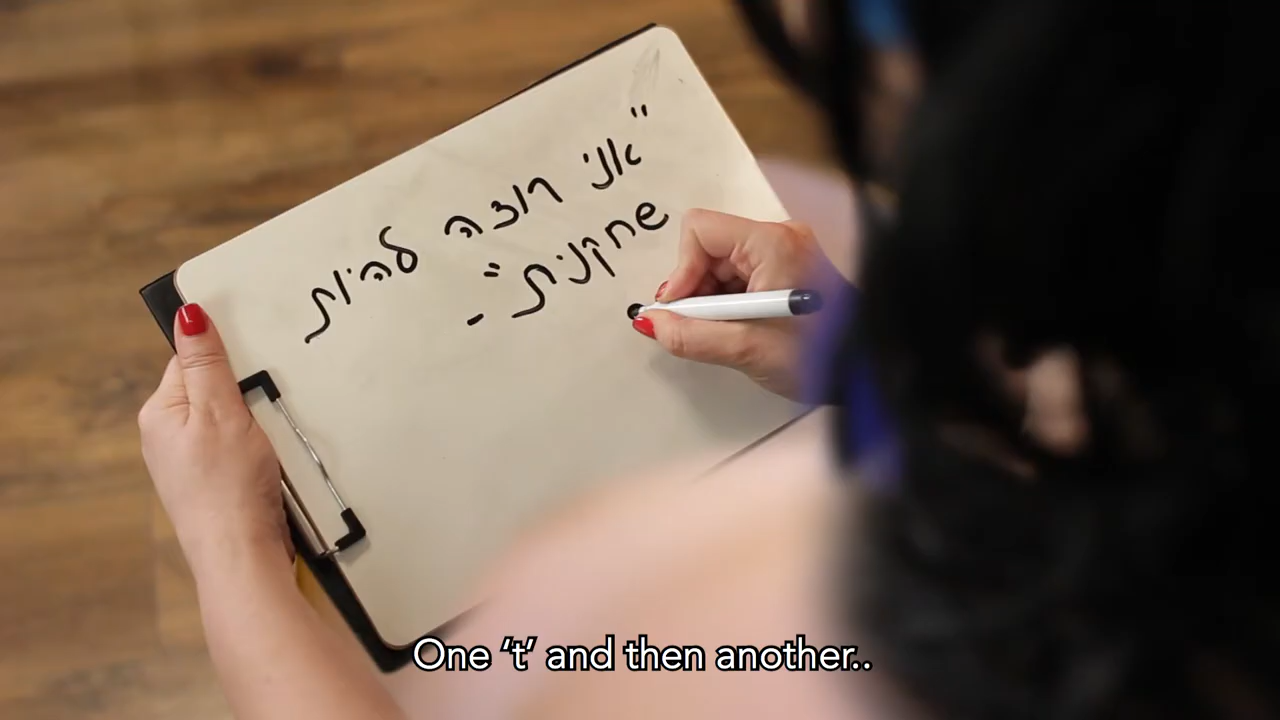 "אני רוצה להיות
שחקנית" -
One ‘t’ and then another..